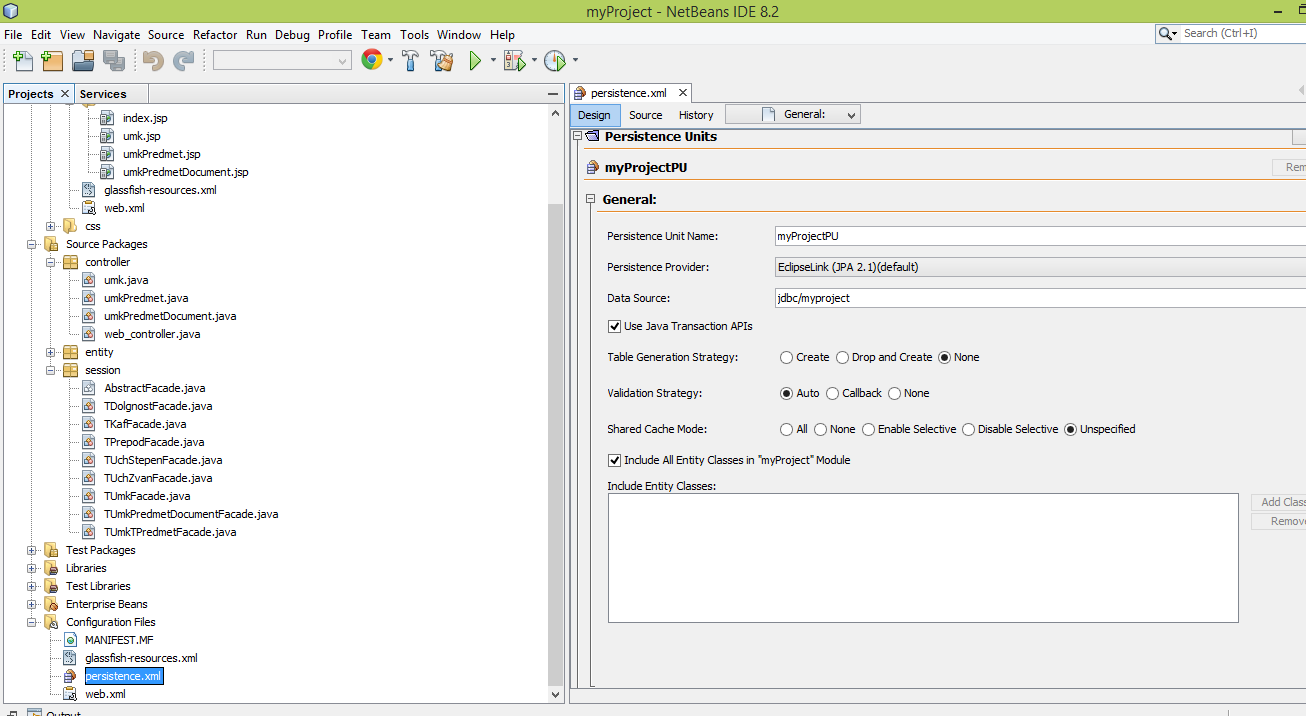 myProject - NetBeans IDE 8.2
File Edit View Navigate Source Refactor Run Debug Profile Team Tools Window Help
Search (Ctrl+I)
Projects Services
index.jsp
umk.jsp
umkPredmet.jsp
umkPredmetDocument.jsp
glassfish-resources.xml
web.xml
css
Source Packages
controller
umk.java
umkPredmet.java
umkPredmetDocument.java
web_controller.java
entity
session
AbstractFacade.java
TDolgnostFacade.java
TKafFacade.java
TPrepodFacade.java
TUchStepenFacade.java
TUchZvanFacade.java
TUmkFacade.java
TUmkPredmetDocumentFacade.java
TUmkTPredmetFacade.java
Test Packages
Libraries
Test Libraries
Enterprise Beans
Configuration Files
MANIFEST.MF
glassfish-resources.xml
persistence.xml
web.xml
Output
persistence.xml
Design Source History General:
Persistence Units
myProjectPU
Rem
General:
Persistence Unit Name: myProjectPU
Persistence Provider: EclipseLink (JPA 2.1)(default)
Data Source: jdbc/myproject
Use Java Transaction APIs
Table Generation Strategy: Create Drop and Create None
Validation Strategy: Auto Callback None
Shared Cache Mode: All None Enable Selective Disable Selective Unspecified
Include All Entity Classes in "myProject" Module
Include Entity Classes:
Add Class
Remove